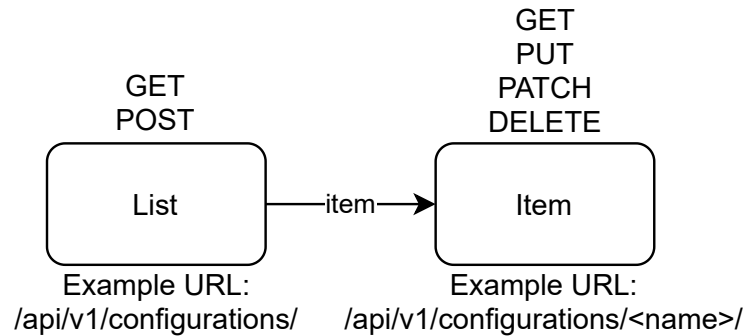 GET
POST
List
Example URL:
/api/v1/configurations/
item
GET
PUT
PATCH
DELETE
Item
Example URL:
/api/v1/configurations/<name>/